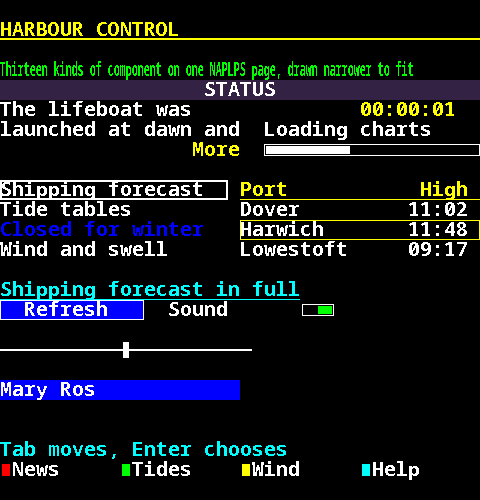 HARBOUR CONTROL
Thirteen kinds of component on one NAPLPS page, drawn narrower to fit
STATUS
The lifeboat was
launched at dawn and
More
00:00:01
Loading charts
Shipping forecast
Tide tables
Closed for winter
Wind and swell
Port High
Dover 11:02
Harwich 11:48
Lowestoft 09:17
Shipping forecast in full
Refresh
Sound
Mary Ros
Tab moves, Enter chooses
News Tides Wind Help